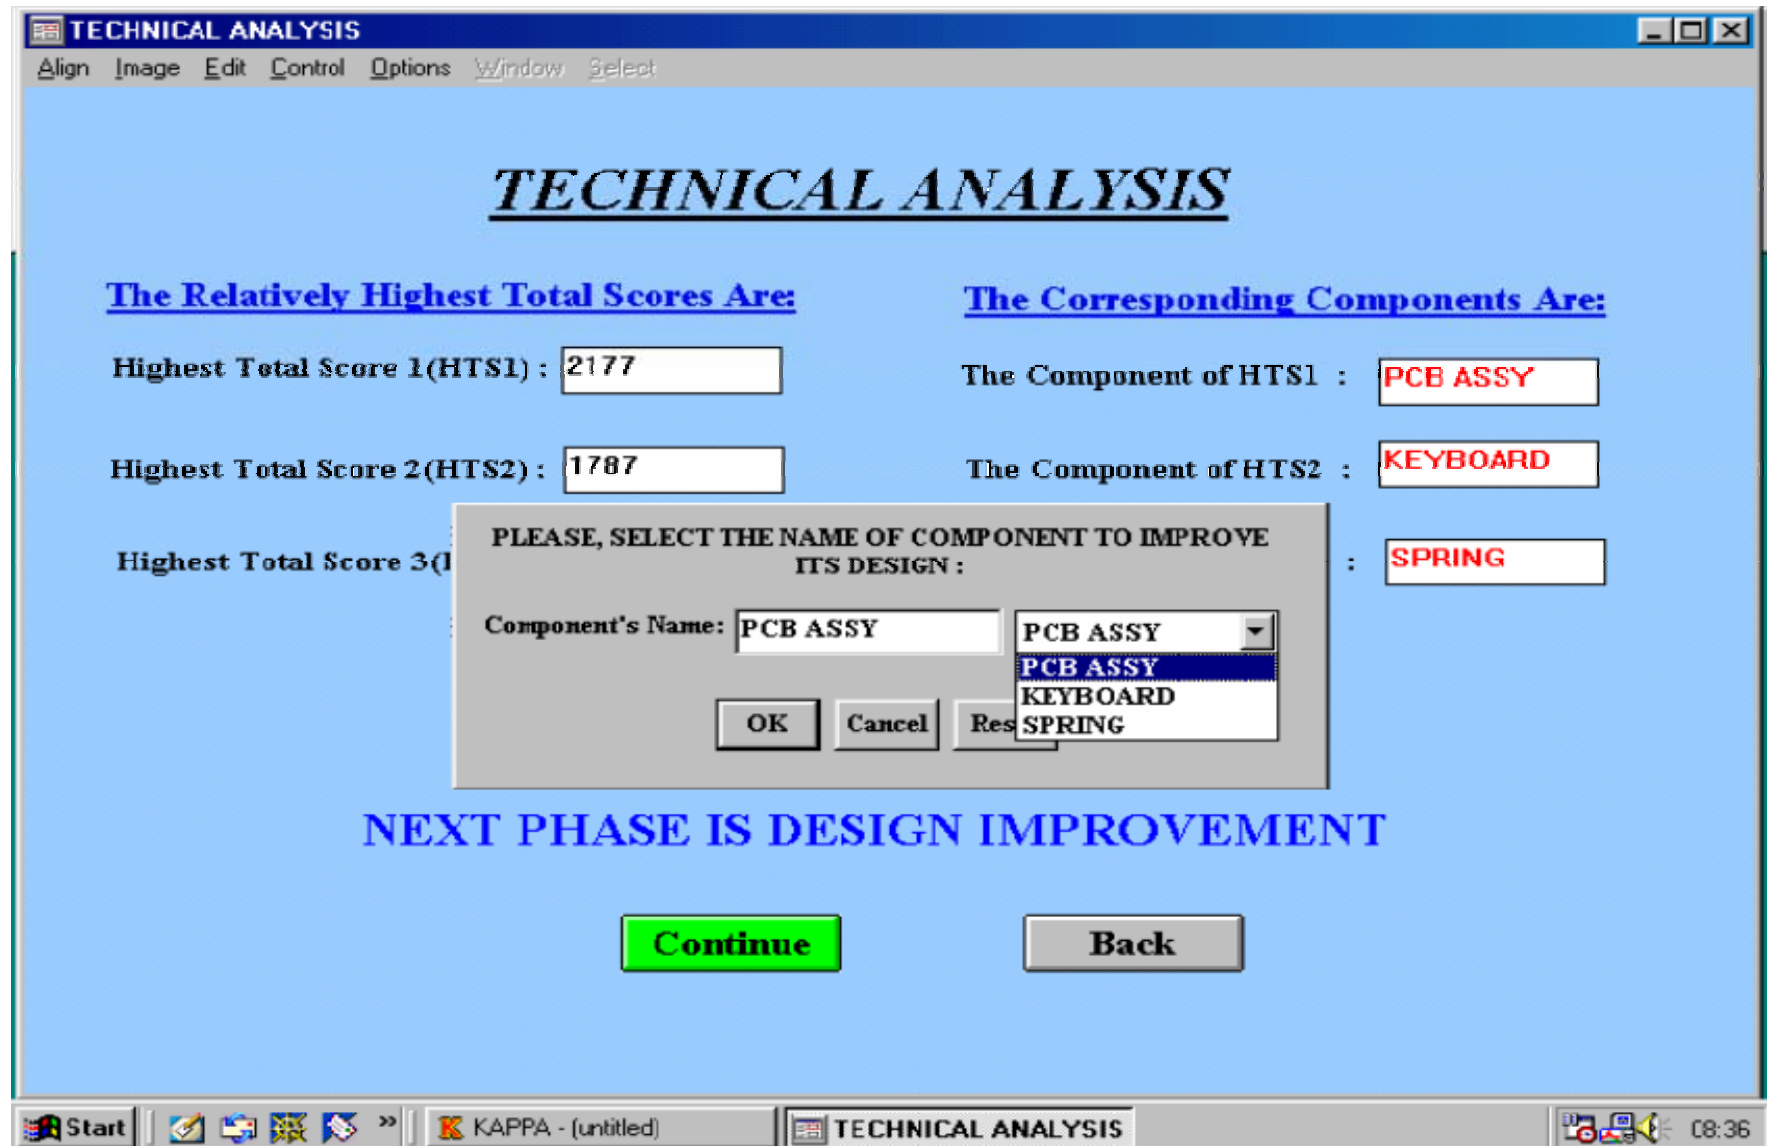 TECHNICAL ANALYSIS
Align Image Edit Control Options Window Select
TECHNICAL ANALYSIS
The Relatively Highest Total Scores Are:
The Corresponding Components Are:
Highest Total Score 1(HTS1) : 2177
The Component of HTS1 : PCB ASSY
Highest Total Score 2(HTS2) : 1787
The Component of HTS2 : KEYBOARD
Highest Total Score 3(
: SPRING
PLEASE, SELECT THE NAME OF COMPONENT TO IMPROVE
ITS DESIGN :
Component's Name: PCB ASSY
PCB ASSY
PCB ASSY
KEYBOARD
SPRING
OK Cancel Res
NEXT PHASE IS DESIGN IMPROVEMENT
Continue Back
Start » KAPPA - (untitled) TECHNICAL ANALYSIS 08:36